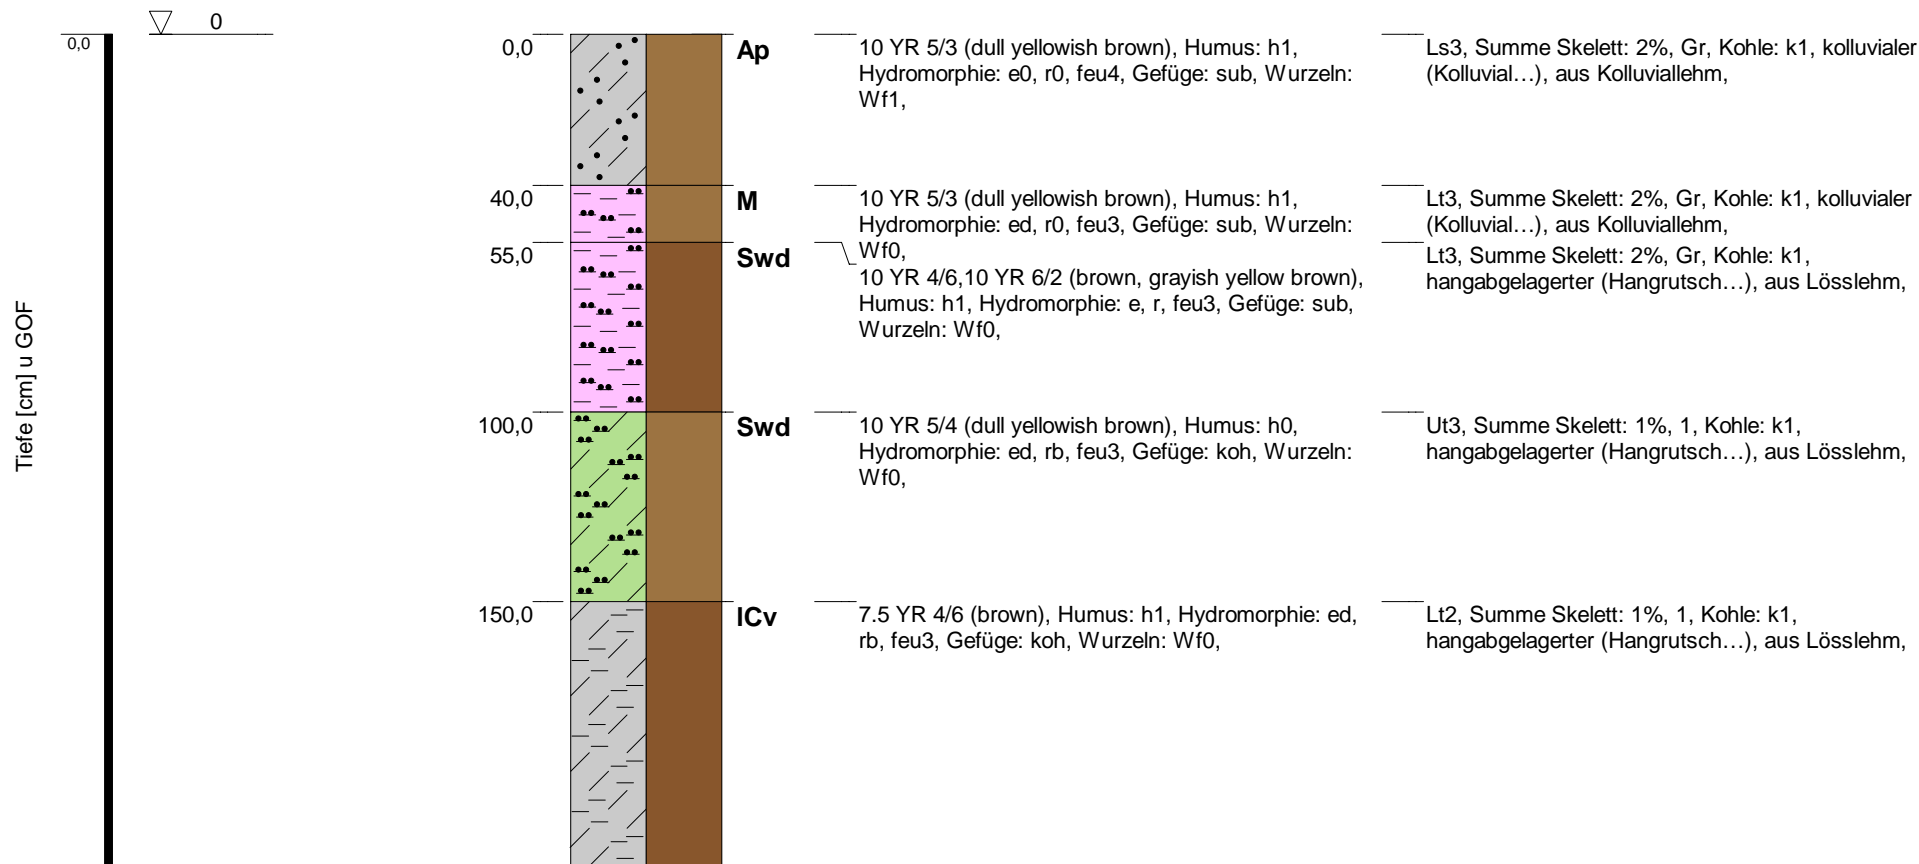 0
0,0
Tiefe [cm] u GOF
0,0
Ap
10 YR 5/3 (dull yellowish brown), Humus: h1,
Hydromorphie: e0, r0, feu4, Gefüge: sub, Wurzeln:
Wf1,
Ls3, Summe Skelett: 2%, Gr, Kohle: k1, kolluvialer
(Kolluvial…), aus Kolluviallehm,
40,0
M
10 YR 5/3 (dull yellowish brown), Humus: h1,
Hydromorphie: ed, r0, feu3, Gefüge: sub, Wurzeln:
Wf0,
Lt3, Summe Skelett: 2%, Gr, Kohle: k1, kolluvialer
(Kolluvial…), aus Kolluviallehm,
55,0
Swd
10 YR 4/6,10 YR 6/2 (brown, grayish yellow brown),
Humus: h1, Hydromorphie: e, r, feu3, Gefüge: sub,
Wurzeln: Wf0,
Lt3, Summe Skelett: 2%, Gr, Kohle: k1,
hangabgelagerter (Hangrutsch…), aus Lösslehm,
100,0
Swd
10 YR 5/4 (dull yellowish brown), Humus: h0,
Hydromorphie: ed, rb, feu3, Gefüge: koh, Wurzeln:
Wf0,
Ut3, Summe Skelett: 1%, 1, Kohle: k1,
hangabgelagerter (Hangrutsch…), aus Lösslehm,
150,0
lCv
7.5 YR 4/6 (brown), Humus: h1, Hydromorphie: ed,
rb, feu3, Gefüge: koh, Wurzeln: Wf0,
Lt2, Summe Skelett: 1%, 1, Kohle: k1,
hangabgelagerter (Hangrutsch…), aus Lösslehm,